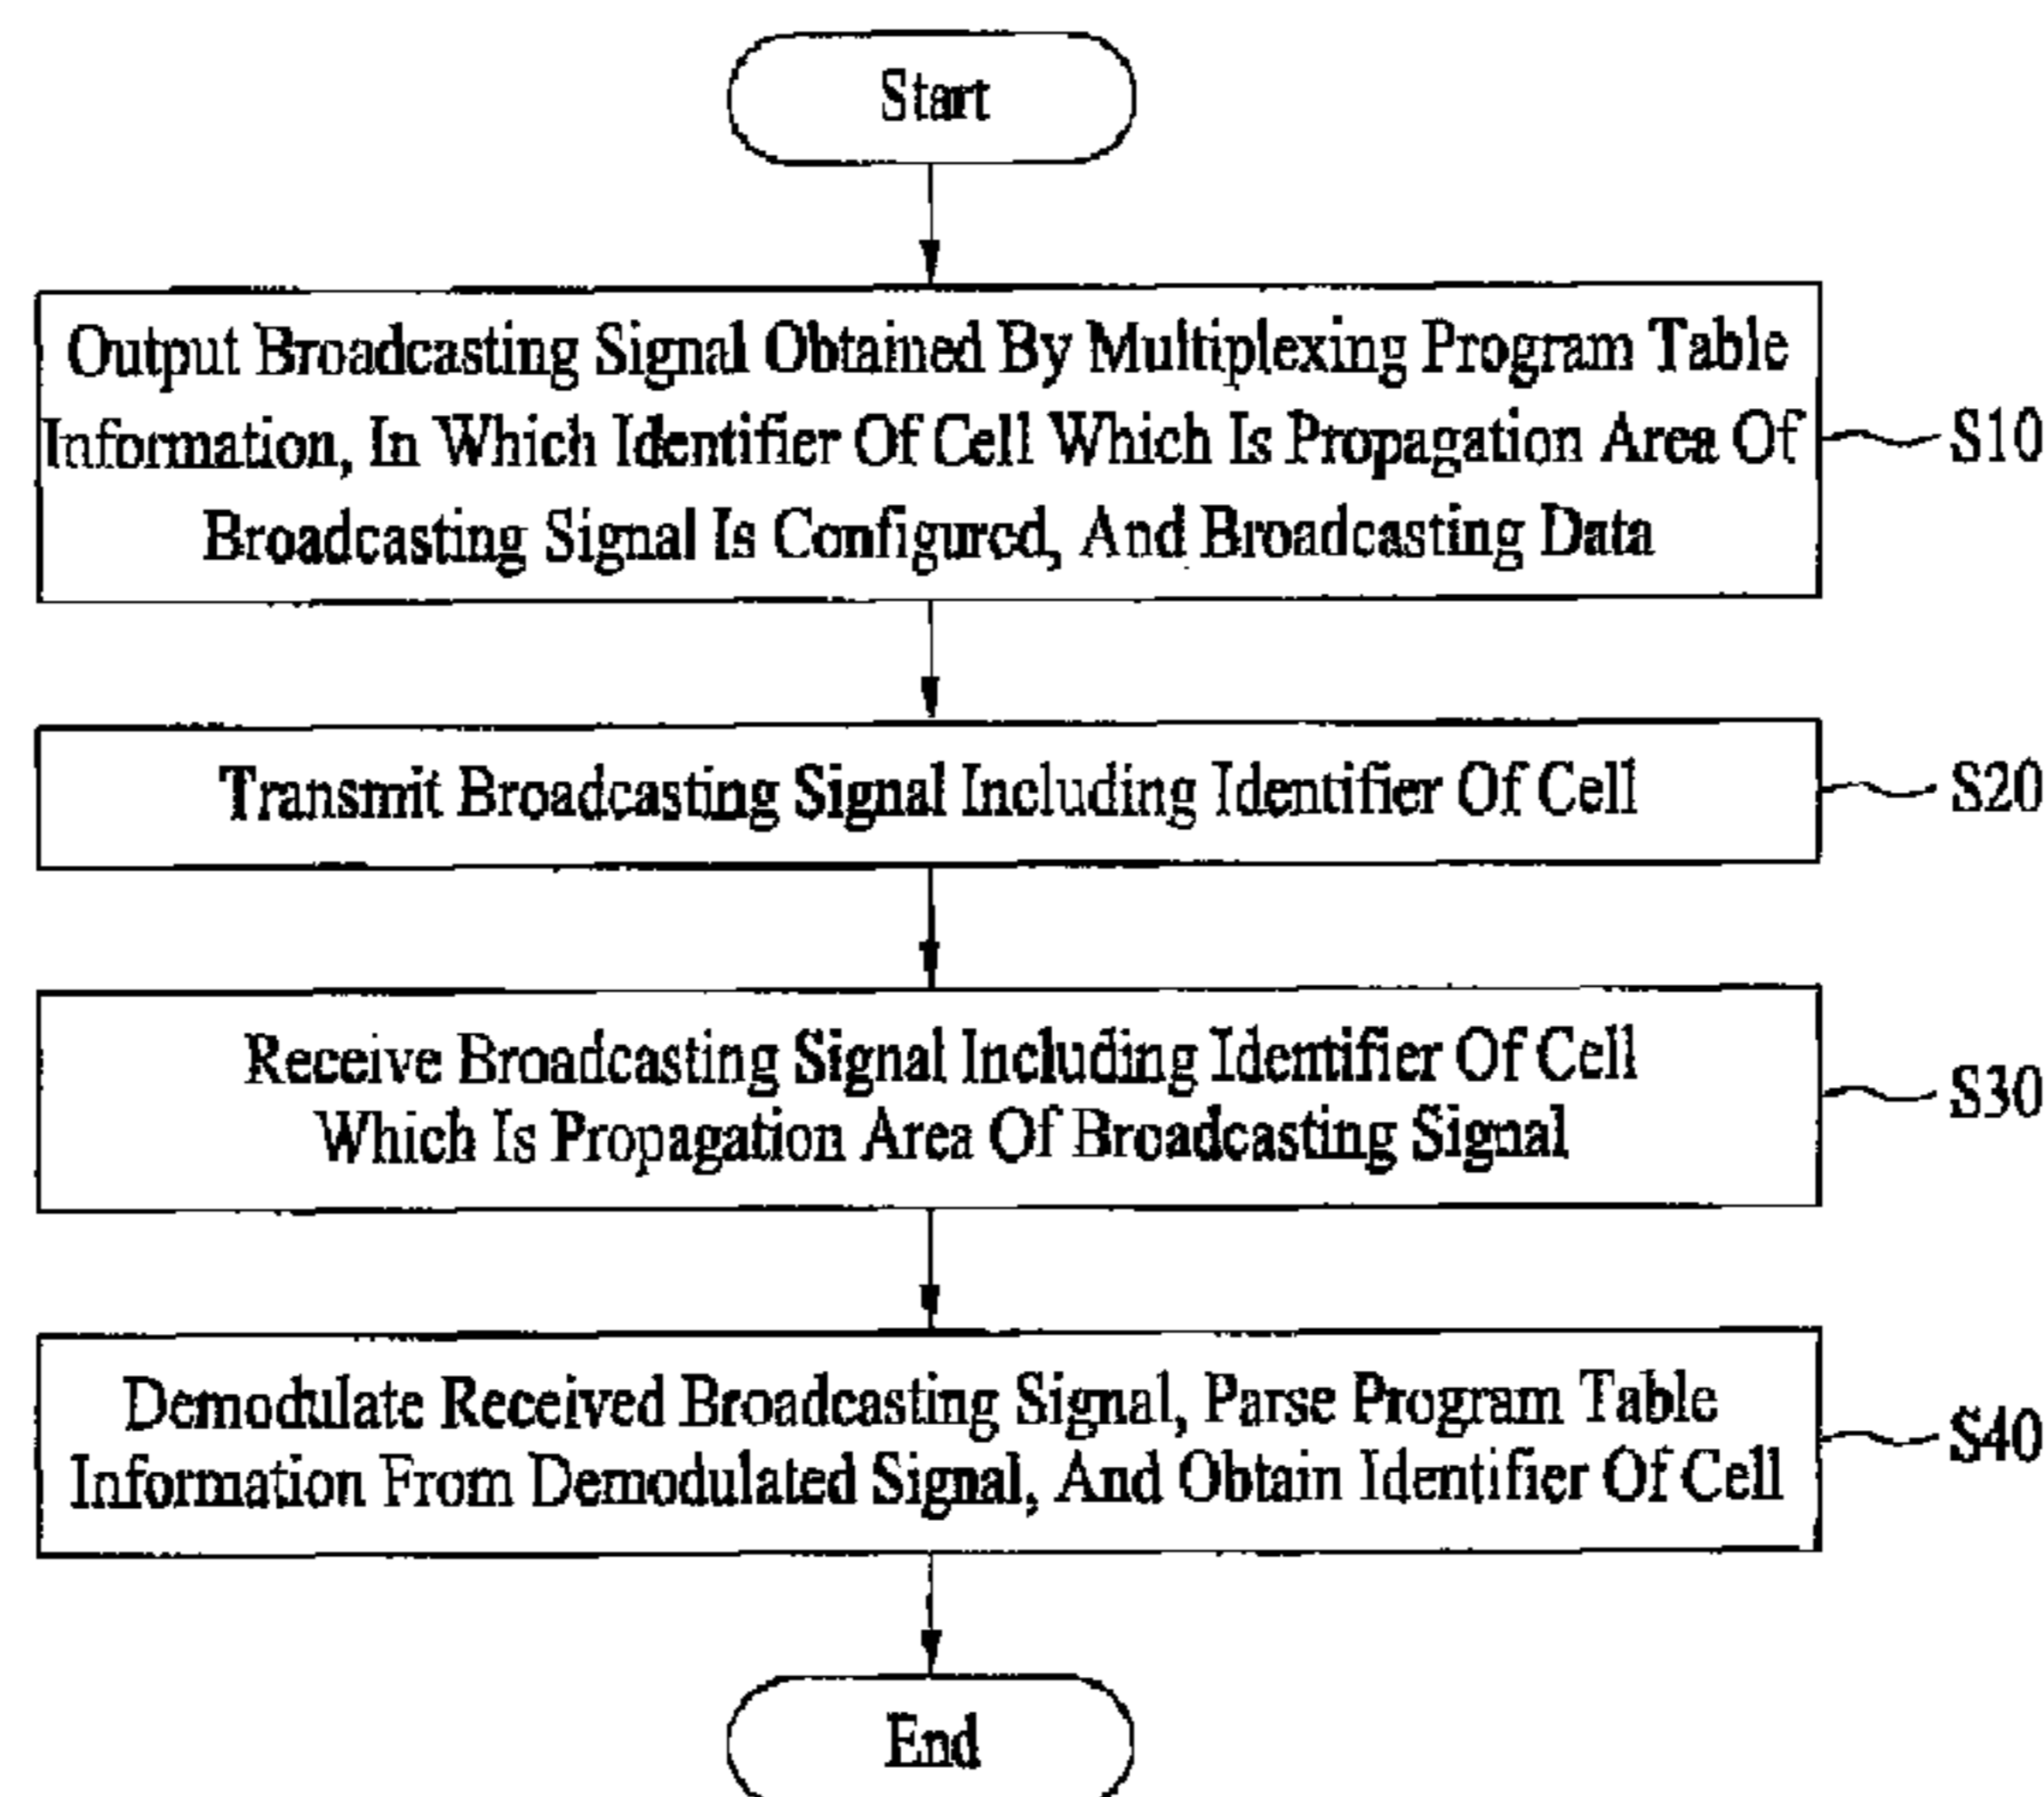 Start
Output Broadcasting Signal Obtained By Multiplexing Program Table
Information, In Which Identifier Of Cell Which Is Propagation Area Of
Broadcasting Signal Is Configured, And Broadcasting Data
S10
Transmit Broadcasting Signal Including Identifier Of Cell
S20
Receive Broadcasting Signal Including Identifier Of Cell
Which Is Propagation Area Of Broadcasting Signal
S30
Demodulate Received Broadcasting Signal, Parse Program Table
Information From Demodulated Signal, And Obtain Identifier Of Cell
S40
End